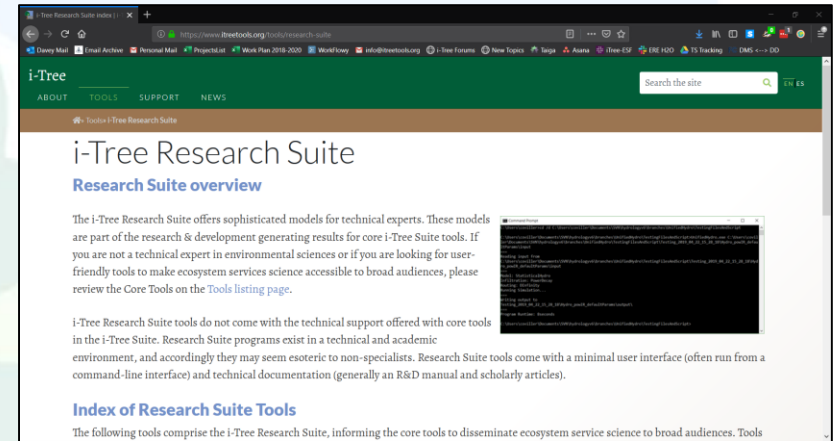 i-Tree Research Suite Index | i-
https://www.itreetools.org/tools/research-suite
Davey Mail Email Archive Personal Mail ProjectsList Work Plan 2018-2020 WorkFlowy info@itreetools.org i-Tree Forums New Topics Taiga Asana iTree-ESF ERE H2O TS Tracking DMS <--> DD
i-Tree
Search the site
EN ES
ABOUT TOOLS SUPPORT NEWS
» Tools» i-Tree Research Suite
i-Tree Research Suite
Research Suite overview
The i-Tree Research Suite offers sophisticated models for technical experts. These models
are part of the research & development generating results for core i-Tree Suite tools. If
you are not a technical expert in environmental sciences or if you are looking for user-
friendly tools to make ecosystem services science accessible to broad audiences, please
review the Core Tools on the Tools listing page.
Command Prompt
i-Tree Research Suite tools do not come with the technical support offered with core tools
in the i-Tree Suite. Research Suite programs exist in a technical and academic
environment, and accordingly they may seem esoteric to non-specialists. Research Suite tools come with a minimal user interface (often run from a
command-line interface) and technical documentation (generally an R&D manual and scholarly articles).
Index of Research Suite Tools
The following tools comprise the i-Tree Research Suite, informing the core tools to disseminate ecosystem service science to broad audiences. Tools